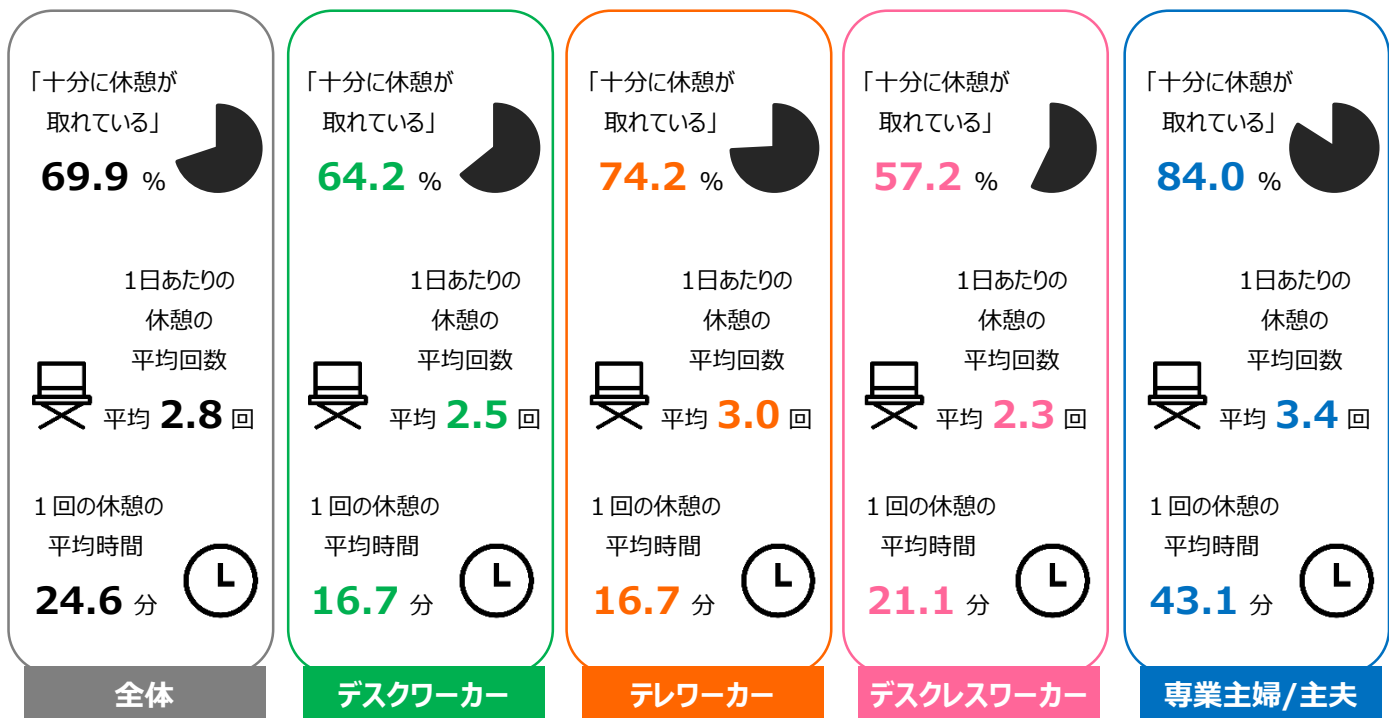 「十分に休憩が
取れている」
69.9 %
1日あたりの
休憩の
平均回数
平均 2.8 回
1回の休憩の
平均時間
24.6 分
全体
「十分に休憩が
取れている」
64.2 %
1日あたりの
休憩の
平均回数
平均 2.5 回
1回の休憩の
平均時間
16.7 分
デスクワーカー
「十分に休憩が
取れている」
74.2 %
1日あたりの
休憩の
平均回数
平均 3.0 回
1回の休憩の
平均時間
16.7 分
テレワーカー
「十分に休憩が
取れている」
57.2 %
1日あたりの
休憩の
平均回数
平均 2.3 回
1回の休憩の
平均時間
21.1 分
デスクレスワーカー
「十分に休憩が
取れている」
84.0 %
1日あたりの
休憩の
平均回数
平均 3.4 回
1回の休憩の
平均時間
43.1 分
専業主婦/主夫